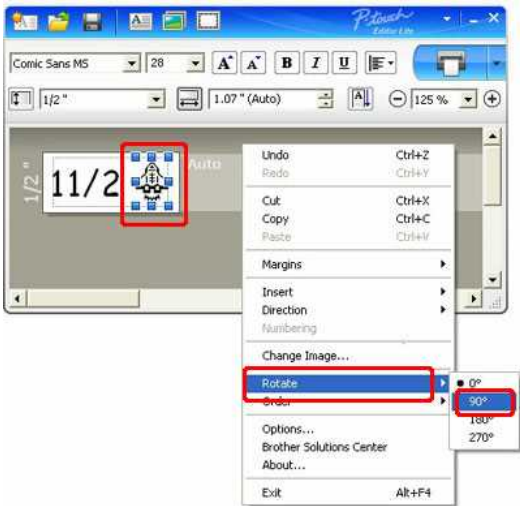 P-touch
Editor Lite
Comic Sans MS 28 A A B I U
1/2 " 1.07 " (Auto) A 125 %
1/2 "
11/2
Auto
Undo Ctrl+Z
Redo Ctrl+Y
Cut Ctrl+X
Copy Ctrl+C
Paste Ctrl+V
Margins
Insert
Direction
Numbering
Change Image...
Rotate
Order
0°
90°
180°
270°
Options...
Brother Solutions Center
About...
Exit Alt+F4